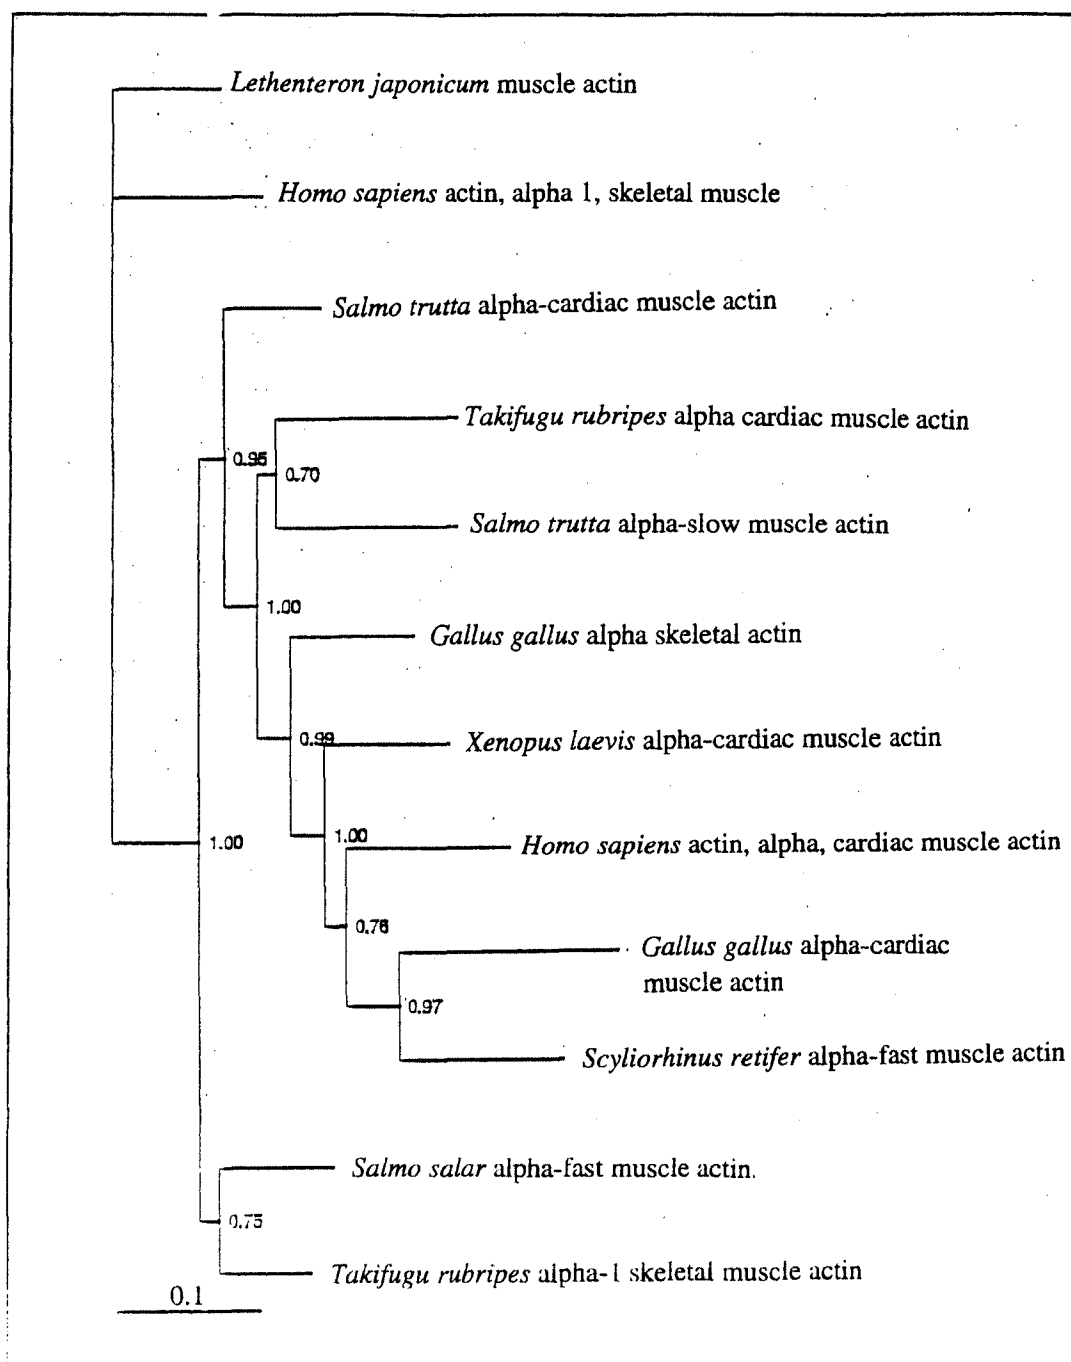 Lethenteron japonicum muscle actin
Homo sapiens actin, alpha 1, skeletal muscle
Salmo trutta alpha-cardiac muscle actin
Takifugu rubripes alpha cardiac muscle actin
0.95
0.70
Salmo trutta alpha-slow muscle actin
1.00
Gallus gallus alpha skeletal actin
0.99
Xenopus laevis alpha-cardiac muscle actin
1.00
1.00
Homo sapiens actin, alpha, cardiac muscle actin
0.76
Gallus gallus alpha-cardiac
muscle actin
0.97
Scyliorhinus retifer alpha-fast muscle actin
Salmo salar alpha-fast muscle actin.
0.75
Takifugu rubripes alpha-1 skeletal muscle actin
0.1